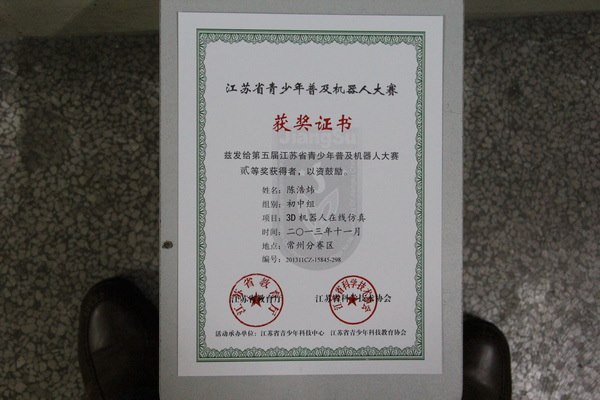 江苏省青少年普及机器人大赛
获奖证书
兹发给第五届江苏省青少年普及机器人大赛
贰等奖获得者，以资鼓励。
姓名：陈浩炜
组别：初中组
项目：3D 机器人在线仿真
时间：二〇一三年十一月
地点：常州分赛区
编号：201311CZ-15845-298
江苏省教育厅 江苏省科学技术协会
活动承办单位：江苏省青少年科技中心 江苏省青少年科技教育协会